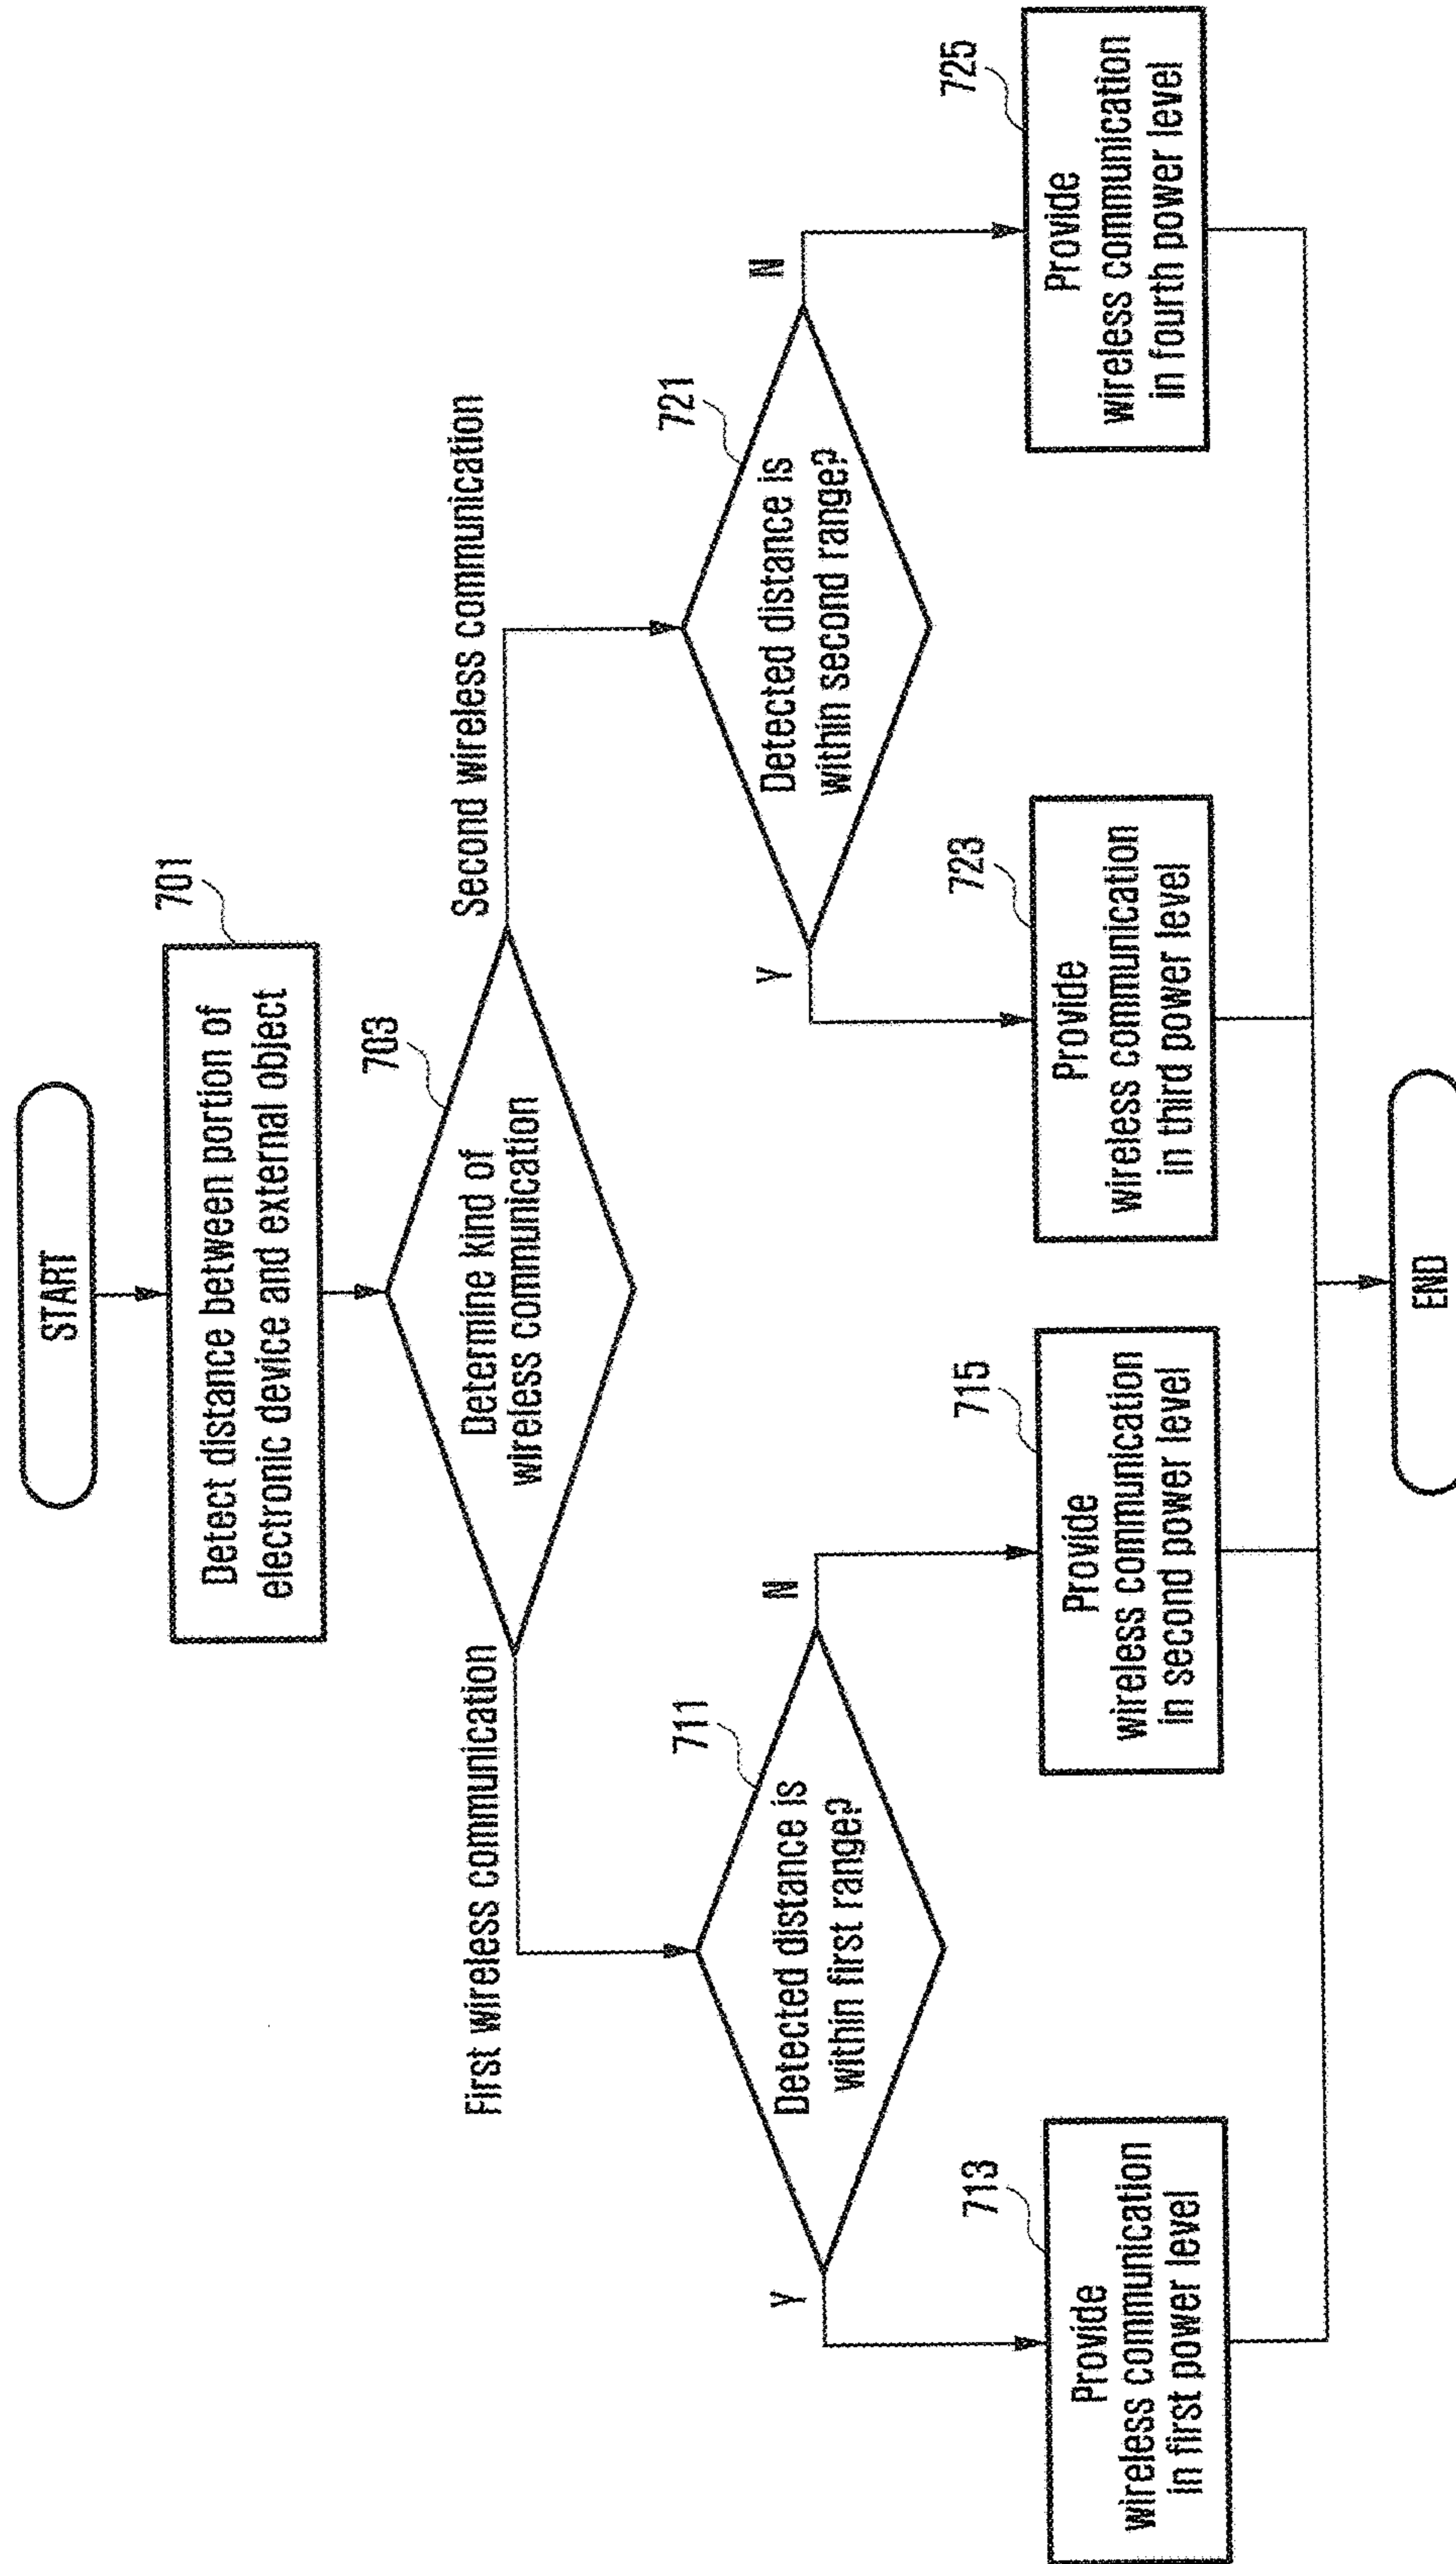 START
701
Detect distance between portion of
electronic device and external object
703
Determine kind of
wireless communication
First wireless communication
Second wireless communication
711
Detected distance is
within first range?
Y
N
721
Detected distance is
within second range?
Y
N
713
Provide
wireless communication
in first power level
715
Provide
wireless communication
in second power level
723
Provide
wireless communication
in third power level
725
Provide
wireless communication
in fourth power level
END